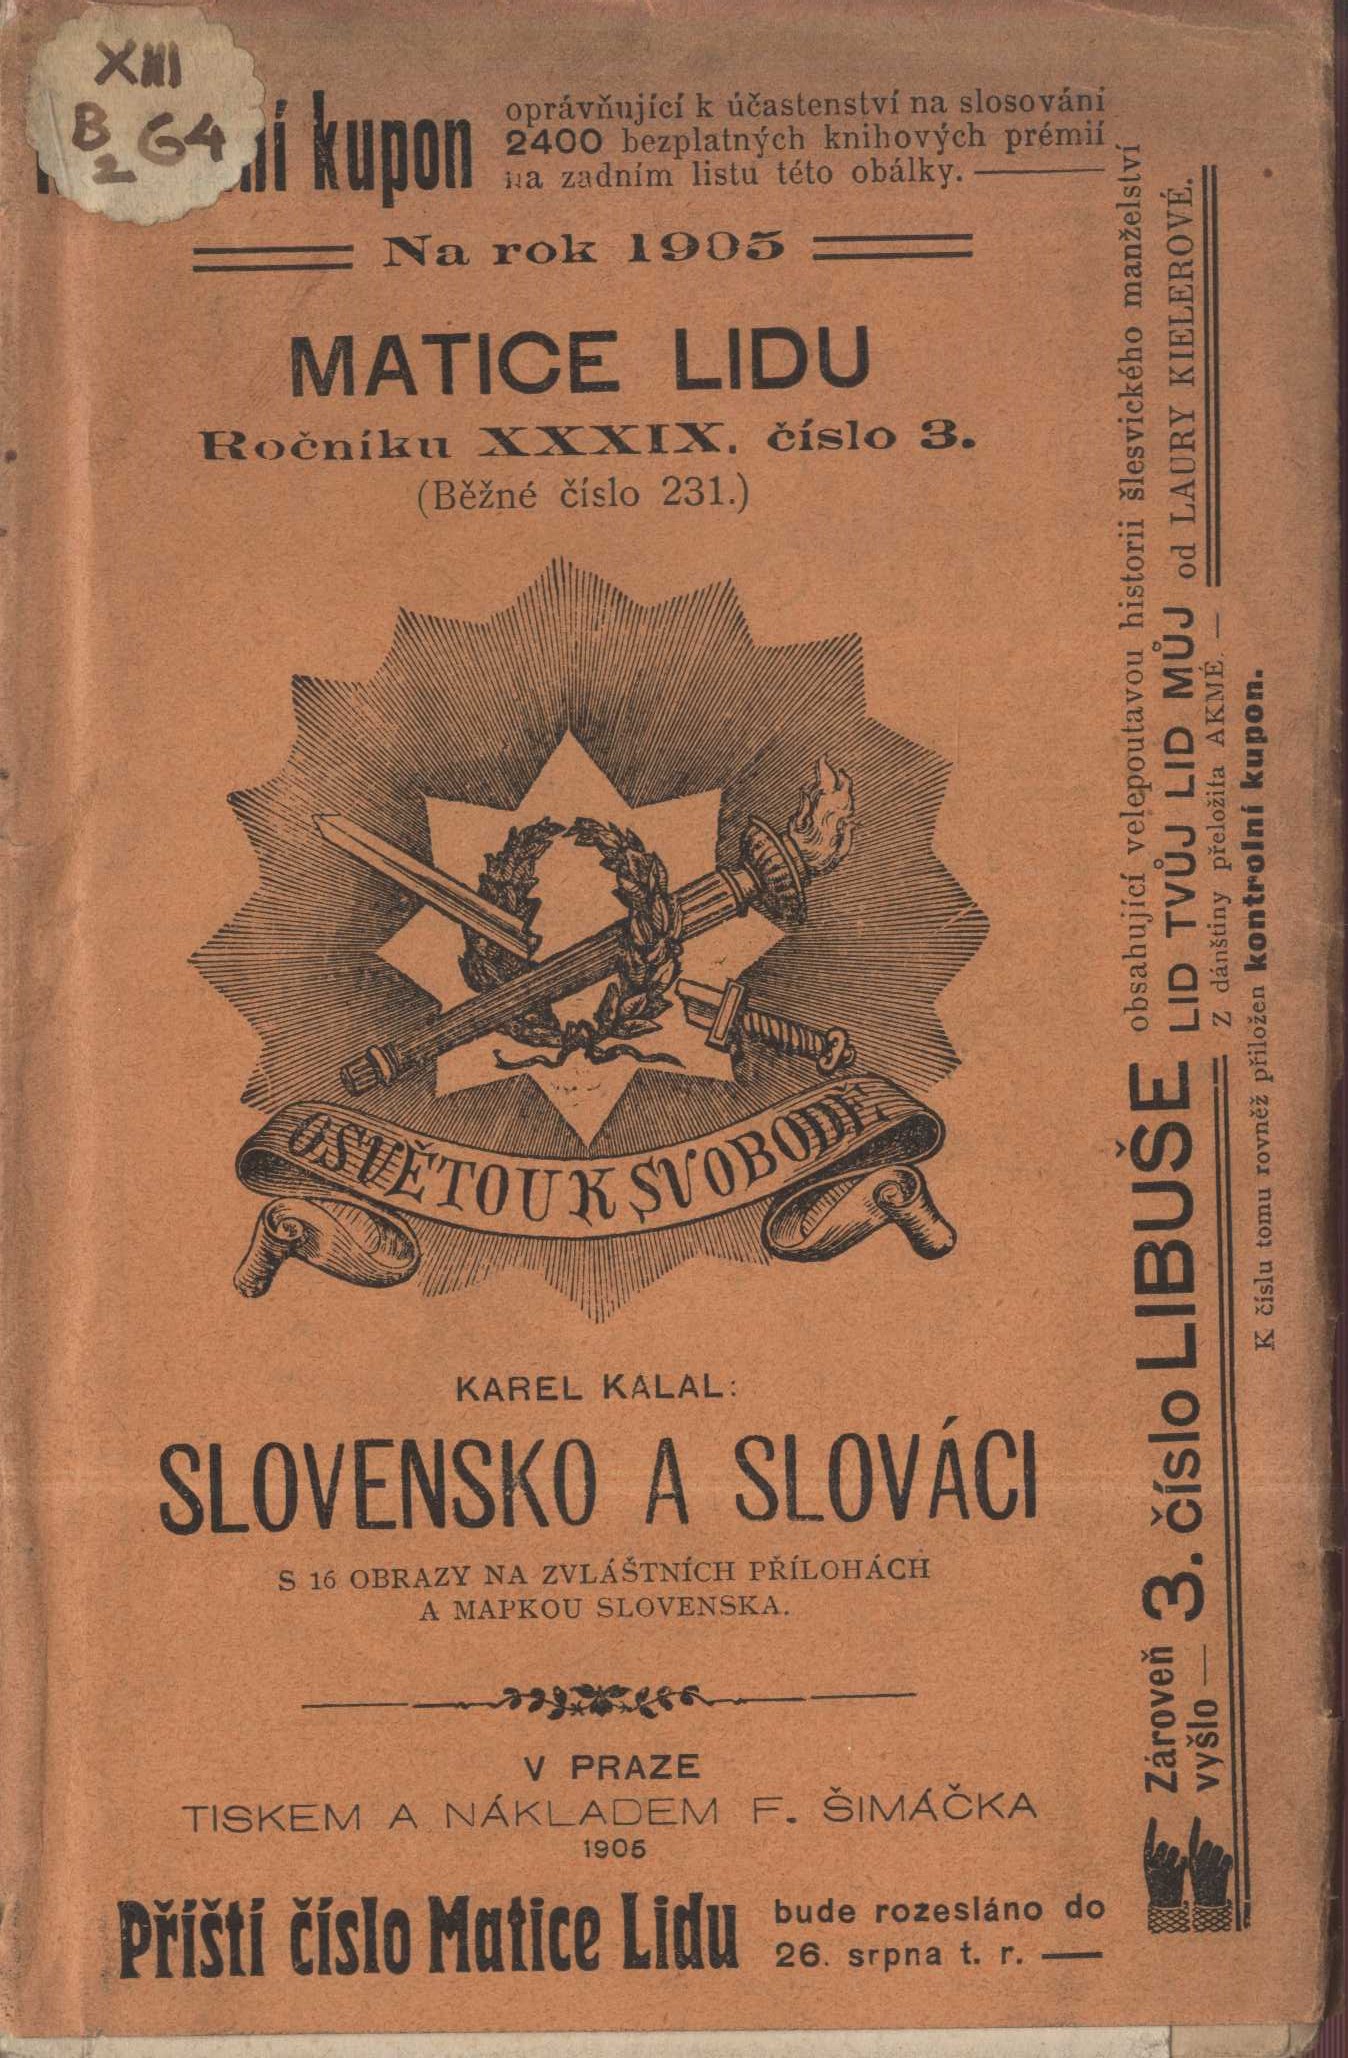 XIII
B 64
2
ní kupon
oprávňující k účastenství na slosování
2400 bezplatných knihových prémií
na zadním listu této obálky.
Na rok 1905
MATICE LIDU
Ročníku XXXIX. číslo 3.
(Běžné číslo 231.)
OSVĚTOU K SVOBODĚ!
KAREL KALAL:
SLOVENSKO A SLOVÁCI
S 16 OBRAZY NA ZVLÁŠTNÍCH PŘÍLOHÁCH
A MAPKOU SLOVENSKA.
V PRAZE
TISKEM A NÁKLADEM F. ŠIMÁČKA
1905
Příští číslo Matice Lidu
bude rozesláno do
26. srpna t. r. —
Zároveň
vyšlo —
3. číslo LIBUŠE
obsahující velepoutavou historii šlesvického manželství
LID TVŮJ LID MŮJ od LAURY KIELEROVÉ.
Z dánštiny přeložita AKMÉ. —
K číslu tomu rovněž přiložen kontrolní kupon.